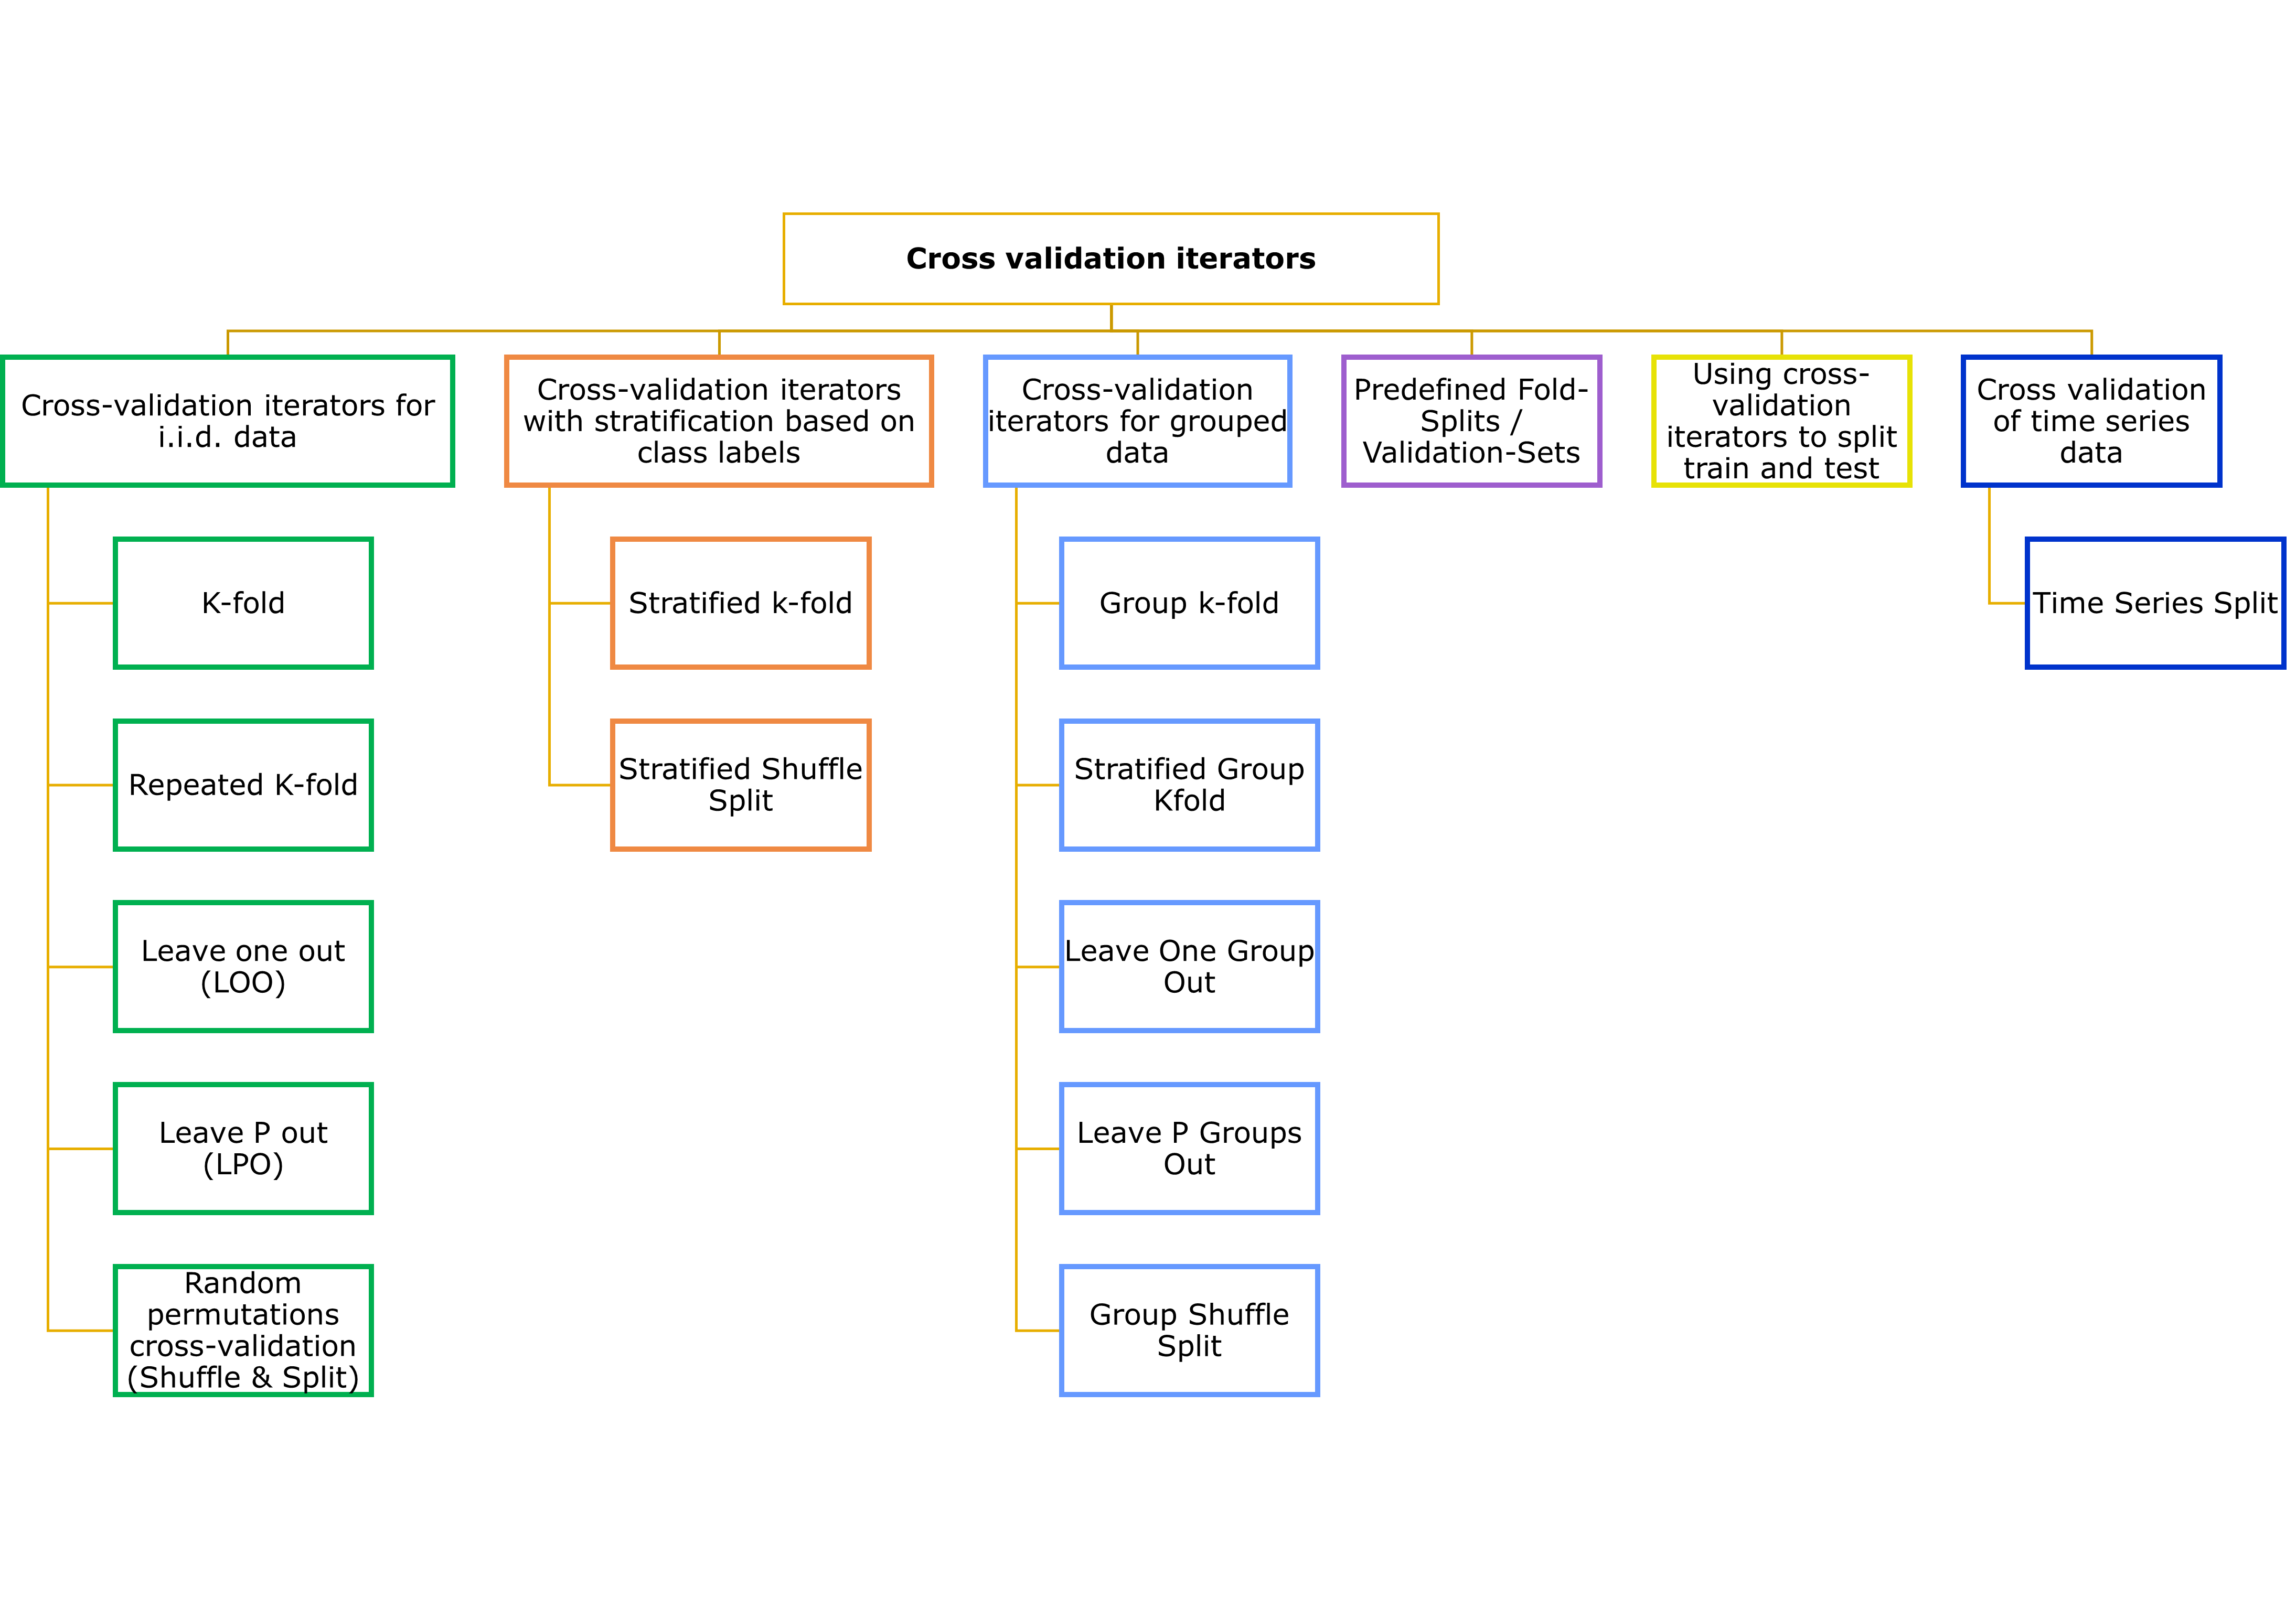 Cross validation iterators
Cross-validation iterators for
i.i.d. data
K-fold
Repeated K-fold
Leave one out
(LOO)
Leave P out
(LPO)
Random
permutations
cross-validation
(Shuffle & Split)
Cross-validation iterators
with stratification based on
class labels
Stratified k-fold
Stratified Shuffle
Split
Cross-validation
iterators for grouped
data
Group k-fold
Stratified Group
Kfold
Leave One Group
Out
Leave P Groups
Out
Group Shuffle
Split
Predefined Fold-
Splits /
Validation-Sets
Using cross-
validation
iterators to split
train and test
Cross validation
of time series
data
Time Series Split